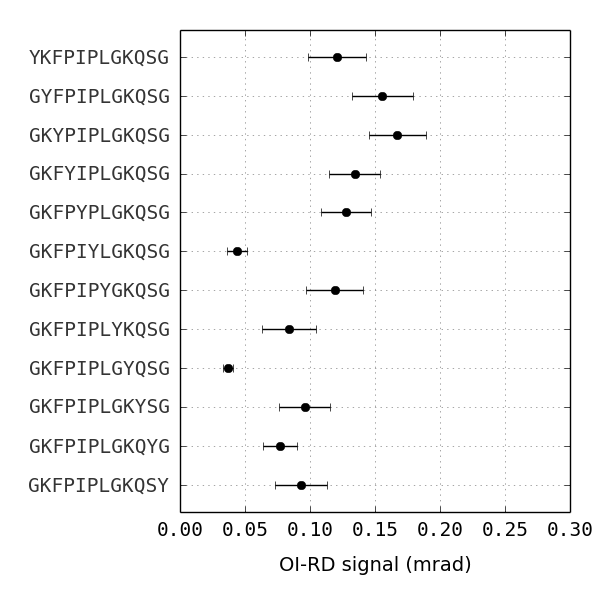 YKFPIPLGKQSG
GYFPIPLGKQSG
GKYPIPLGKQSG
GKFYIPLGKQSG
GKFPYPLGKQSG
GKFPIYLGKQSG
GKFPIPYGKQSG
GKFPIPLYKQSG
GKFPIPLGYQSG
GKFPIPLGKYSG
GKFPIPLGKQYG
GKFPIPLGKQSY
0.00 0.05 0.10 0.15 0.20 0.25 0.30
OI-RD signal (mrad)